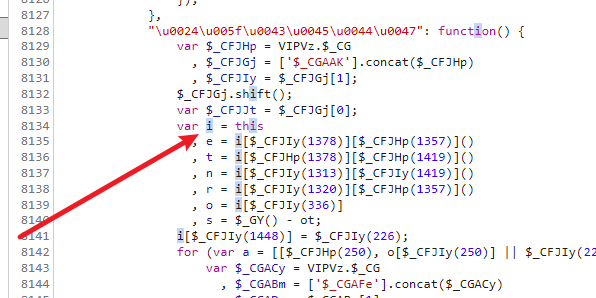 });
8127 },
8128 "\u0024\u005f\u0043\u0045\u0044\u0047": function() {
8129 var $_CFJHp = VIPVz.$_CG
8130 , $_CFJGj = ['$_CGAAK'].concat($_CFJHp)
8131 , $_CFJIy = $_CFJGj[1];
8132 $_CFJGj.shift();
8133 var $_CFJJt = $_CFJGj[0];
8134 var i = this
8135 , e = i[$_CFJIy(1378)][$_CFJHp(1357)]()
8136 , t = i[$_CFJHp(1378)][$_CFJHp(1419)]()
8137 , n = i[$_CFJIy(1313)][$_CFJIy(1419)]()
8138 , r = i[$_CFJIy(1320)][$_CFJHp(1357)]()
8139 , o = i[$_CFJIy(336)]
8140 , s = $_GY() - ot;
8141 i[$_CFJIy(1448)] = $_CFJIy(226);
8142 for (var a = [[$_CFJHp(250), o[$_CFJIy(250)] || $_CFJIy(22
8143 var $_CGACy = VIPVz.$_CG
8144 , $_CGABm = ['$_CGAFe'].concat($_CGACy)